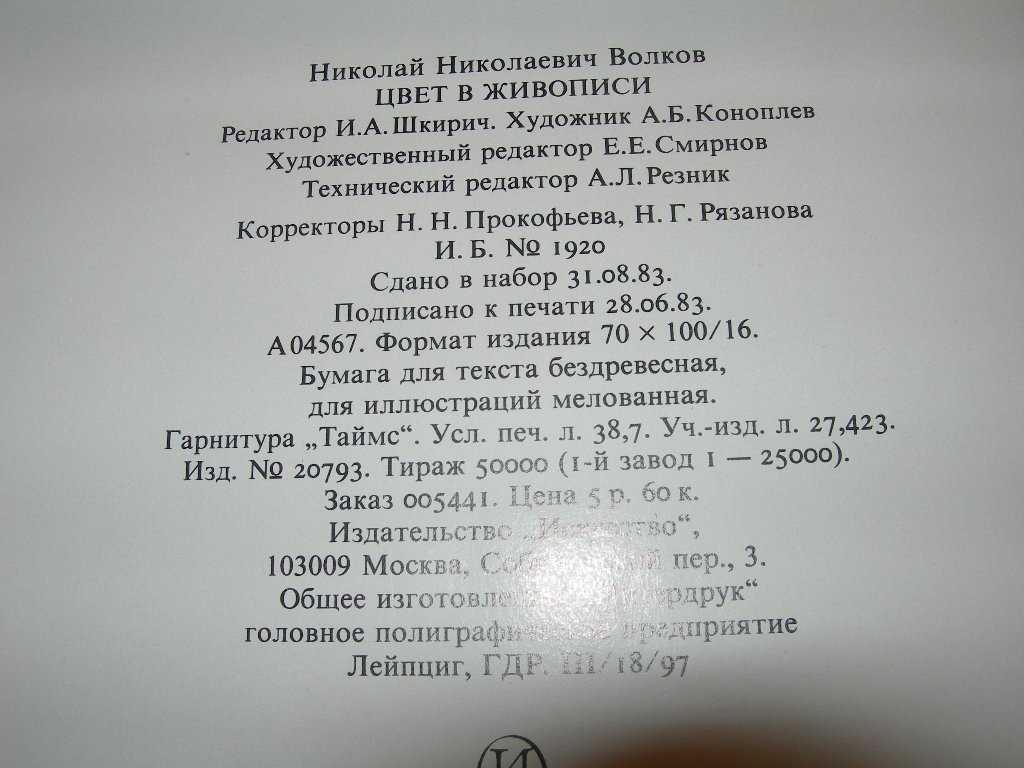 Николай Николаевич Волков
ЦВЕТ В ЖИВОПИСИ
Редактор И.А.Шкирич. Художник А.Б.Коноплев
Художественный редактор Е.Е.Смирнов
Технический редактор А.Л.Резник
Корректоры Н. Н. Прокофьева, Н. Г. Рязанова
И. Б. № 1920
Сдано в набор 31.08.83.
Подписано к печати 28.06.83.
А04567. Формат издания 70 × 100/16.
Бумага для текста бездревесная,
для иллюстраций мелованная.
Гарнитура „Таймс“. Усл. печ. л. 38,7. Уч.-изд. л. 27,423.
Изд. № 20793. Тираж 50000 (1-й завод 1 — 25000).
Заказ 005441. Цена 5 р. 60 к.
Издательство „Искусство“,
103009 Москва, пер., 3.
Общее
головное полиграфическое предприятие
Лейпциг, ГДР. III/18/97
И